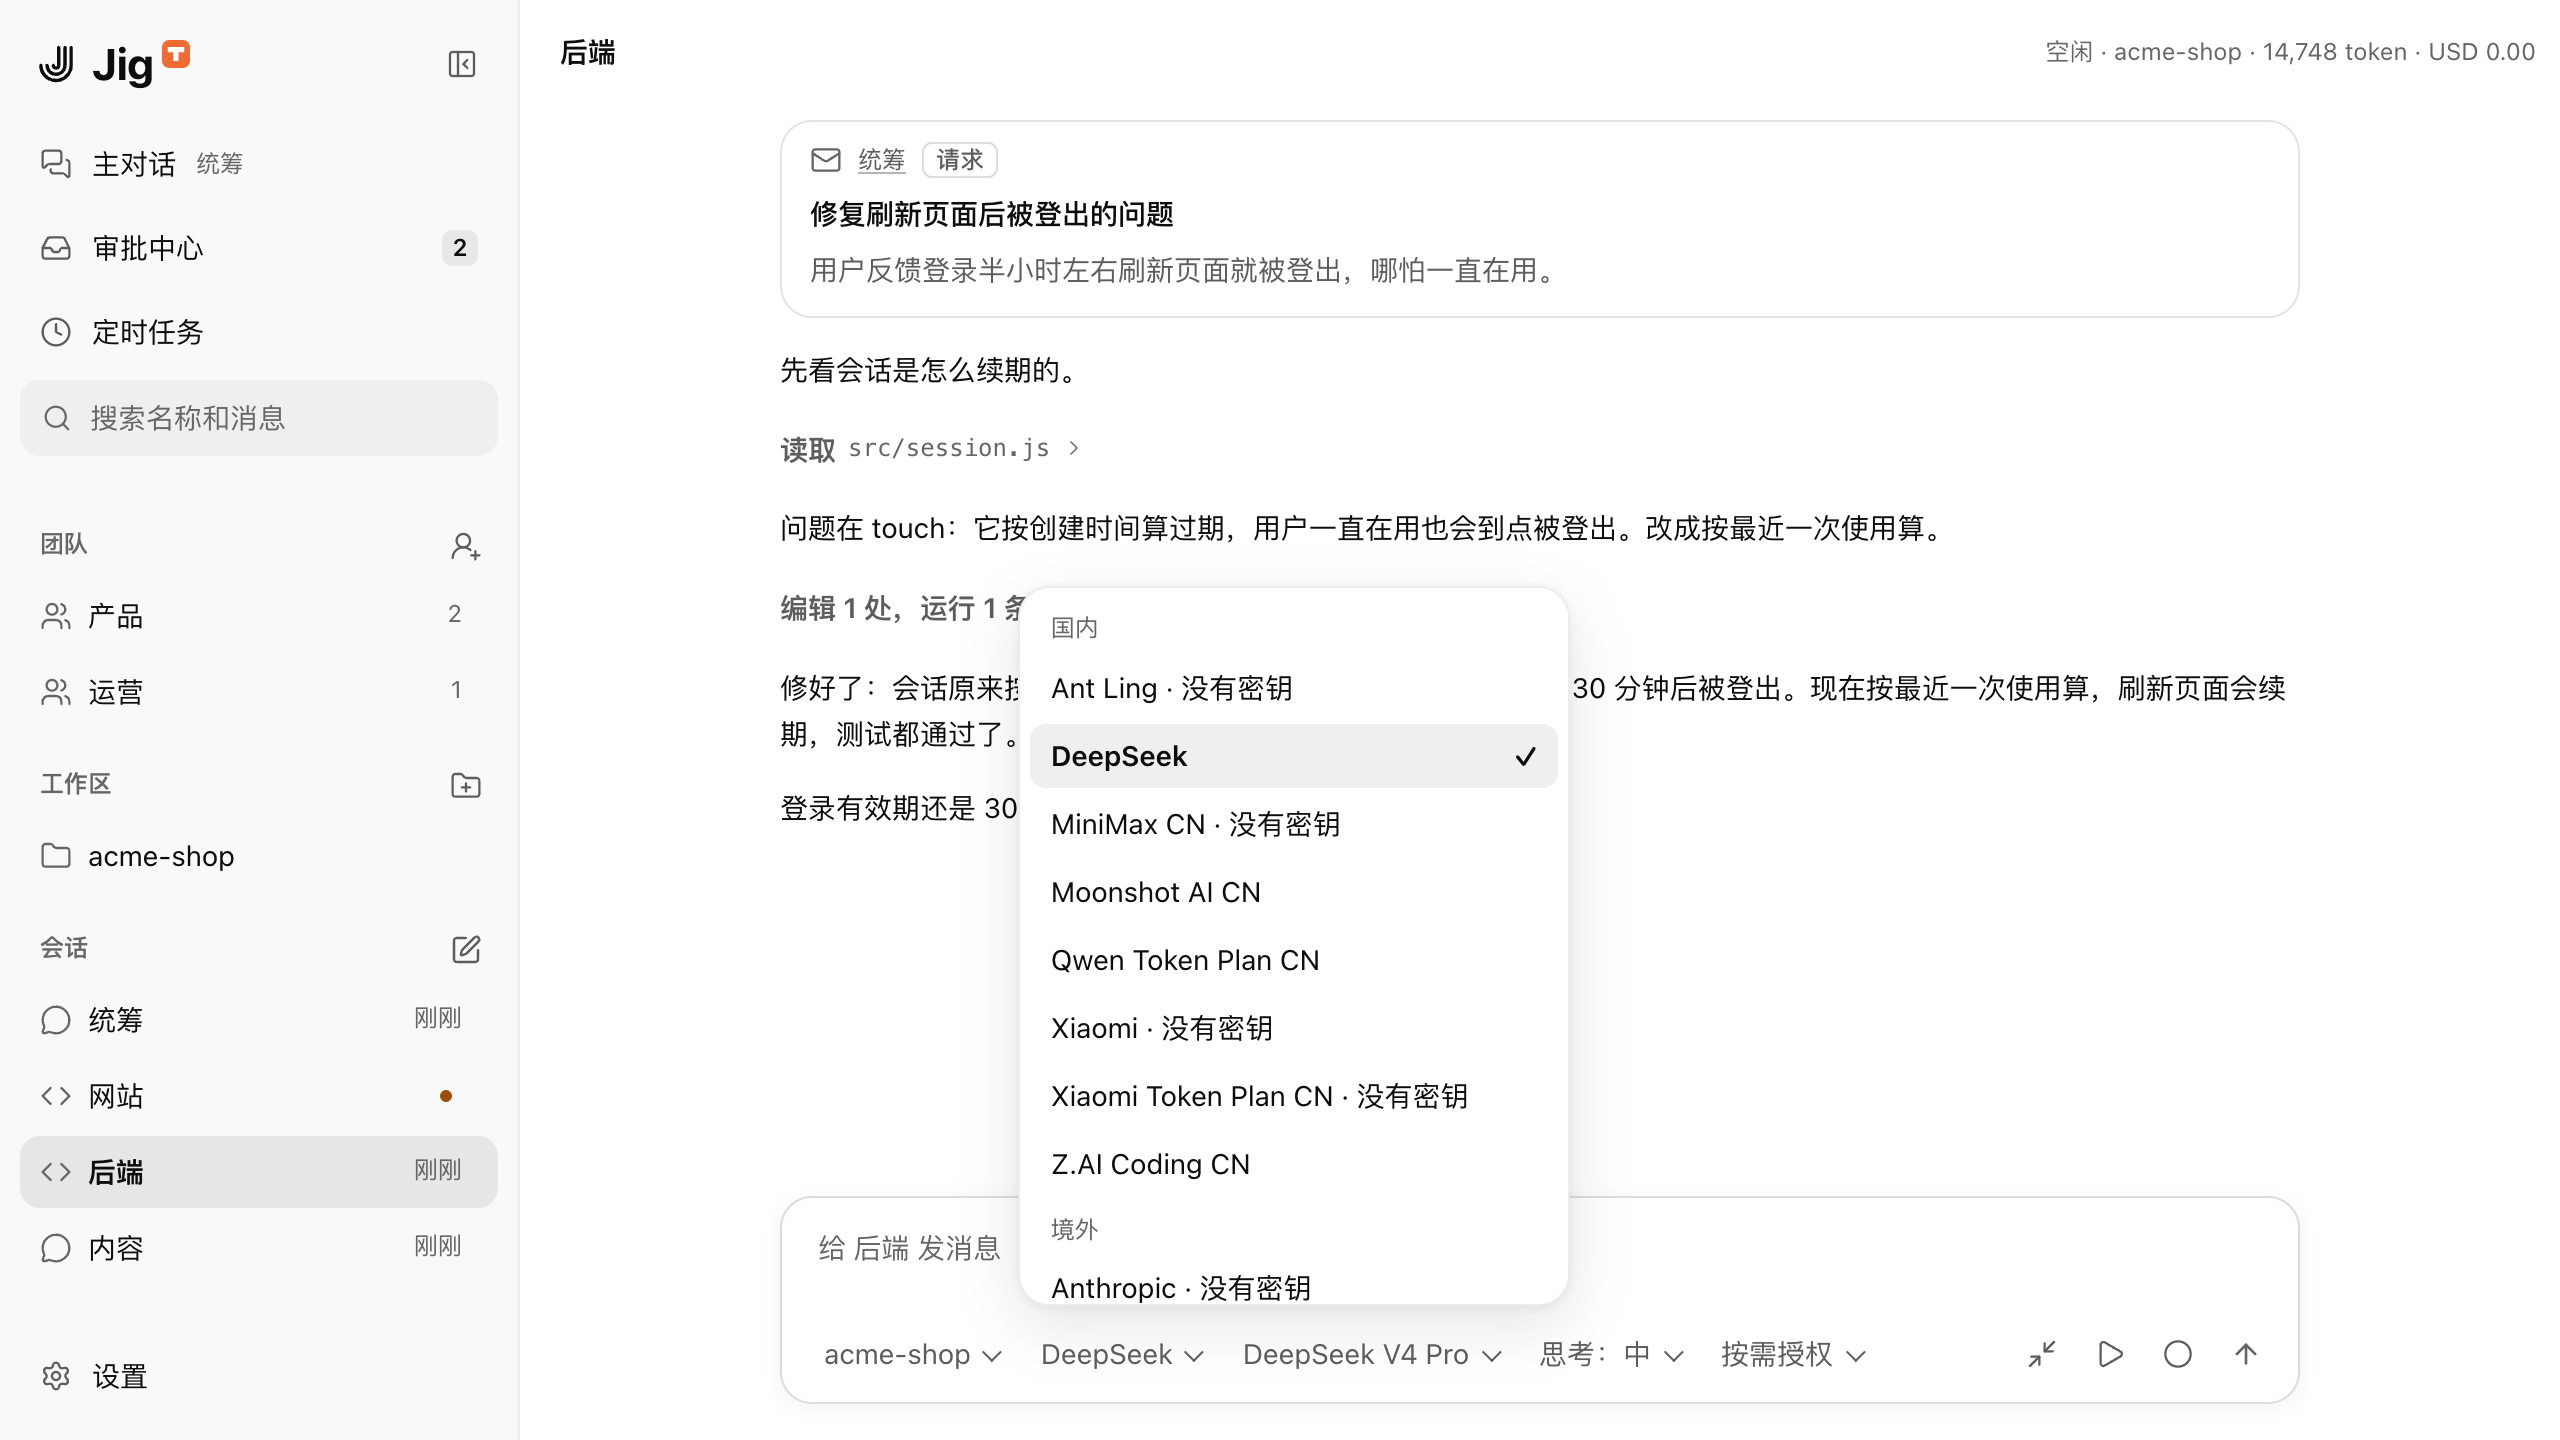 Jig T
主对话 统筹
审批中心 2
定时任务
搜索名称和消息
团队
产品 2
运营 1
工作区
acme-shop
会话
统筹 刚刚
网站
后端 刚刚
内容 刚刚
设置
后端
空闲 · acme-shop · 14,748 token · USD 0.00
统筹 请求
修复刷新页面后被登出的问题
用户反馈登录半小时左右刷新页面就被登出，哪怕一直在用。
先看会话是怎么续期的。
读取 src/session.js
问题在 touch：它按创建时间算过期，用户一直在用也会到点被登出。改成按最近一次使用算。
编辑 1 处，运行 1 条
修好了：会话原来按 30 分钟后被登出。现在按最近一次使用算，刷新页面会续
期，测试都通过了。
登录有效期还是 30
国内
Ant Ling · 没有密钥
DeepSeek
MiniMax CN · 没有密钥
Moonshot AI CN
Qwen Token Plan CN
Xiaomi · 没有密钥
Xiaomi Token Plan CN · 没有密钥
Z.AI Coding CN
境外
Anthropic · 没有密钥
给 后端 发消息
acme-shop DeepSeek DeepSeek V4 Pro 思考：中 按需授权